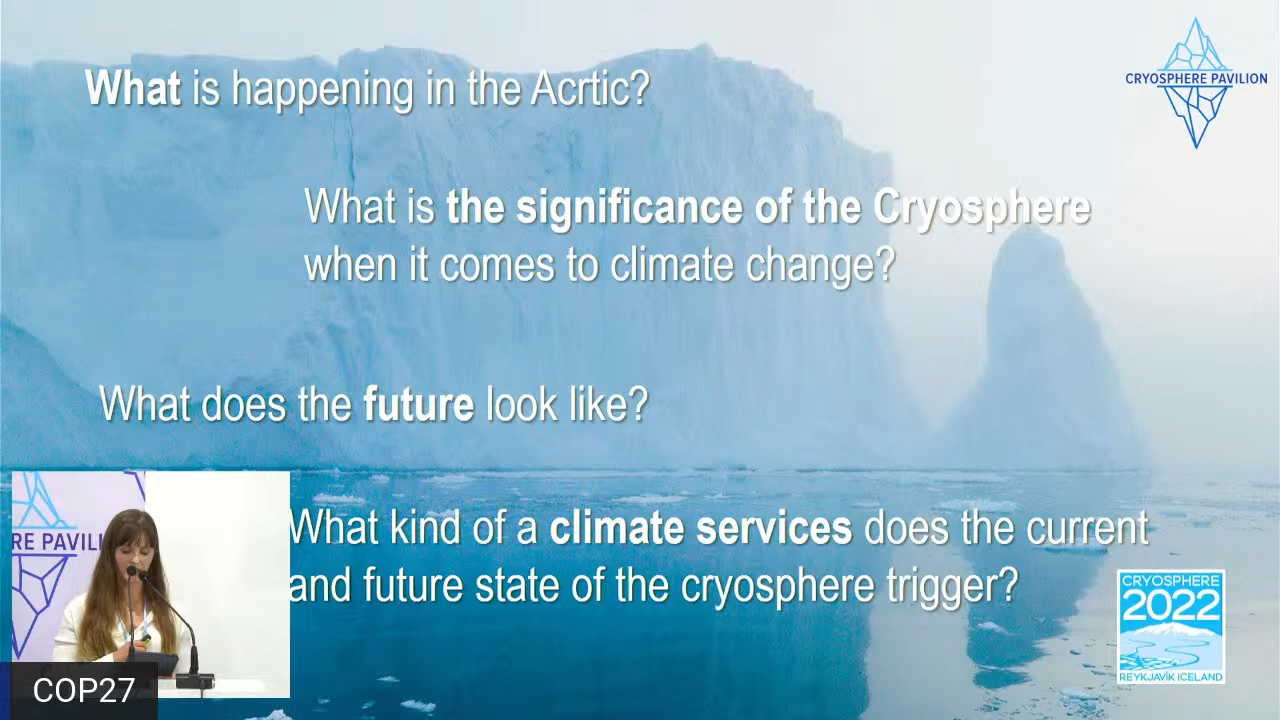 What is happening in the Acrtic?
CRYOSPHERE PAVILION
What is the significance of the Cryosphere
when it comes to climate change?
What does the future look like?
What kind of a climate services does the current
and future state of the cryosphere trigger?
RE PAVILI
CRYOSPHERE
2022
REYKJAVÍK ICELAND
COP27